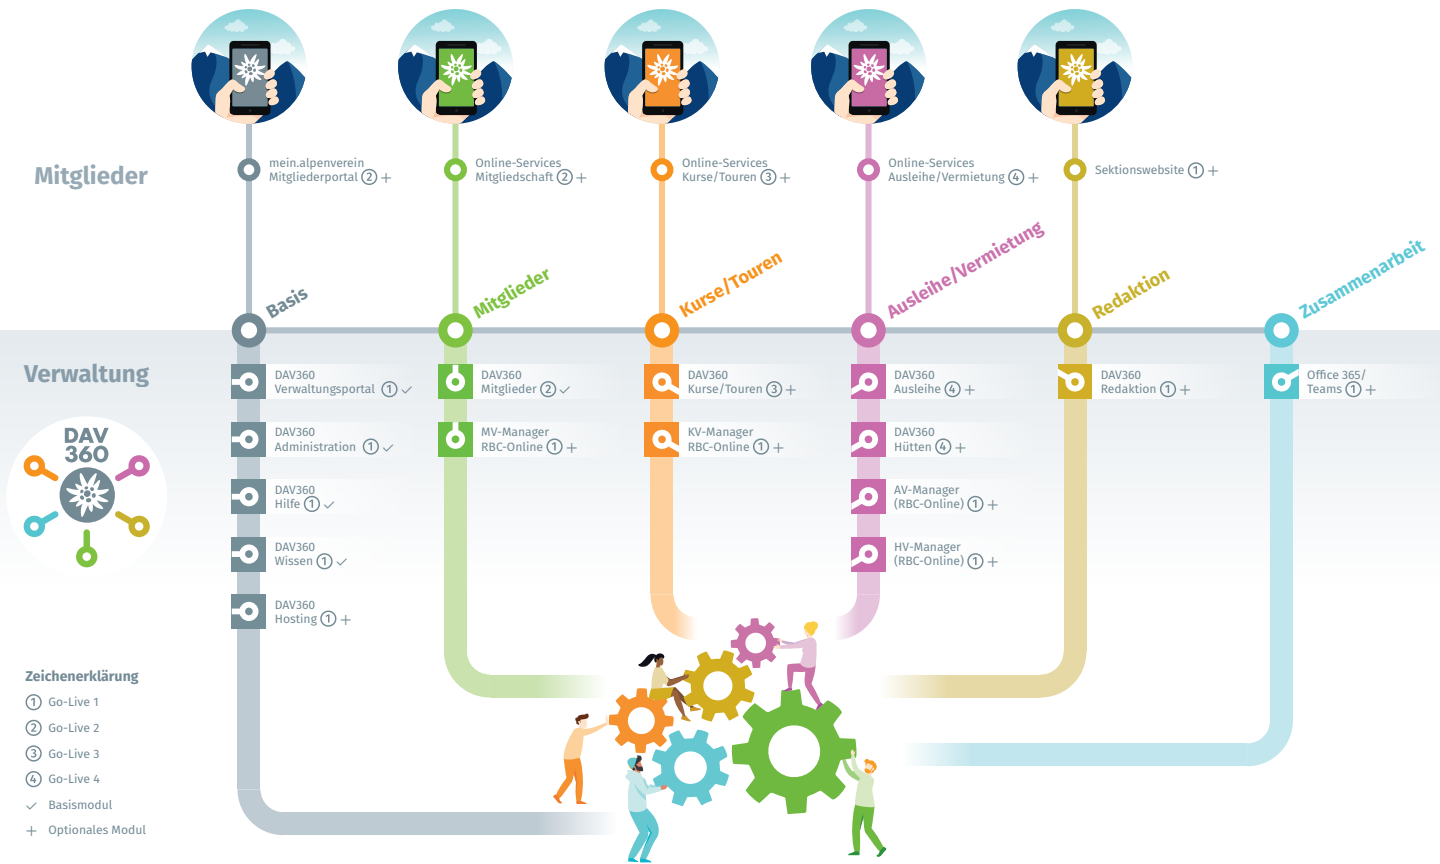 Mitglieder
mein.alpenverein
Mitgliederportal 2 +
Online-Services
Mitgliedschaft 2 +
Online-Services
Kurse/Touren 3 +
Online-Services
Ausleihe/Vermietung 4 +
Sektionswebsite 1 +
Basis
Mitglieder
Kurse/Touren
Ausleihe/Vermietung
Redaktion
Zusammenarbeit
Verwaltung
DAV
360
DAV360
Verwaltungsportal 1 ✓
DAV360
Administration 1 ✓
DAV360
Hilfe 1 ✓
DAV360
Wissen 1 ✓
DAV360
Hosting 1 +
DAV360
Mitglieder 2 ✓
MV-Manager
RBC-Online 1 +
DAV360
Kurse/Touren 3 +
KV-Manager
RBC-Online 1 +
DAV360
Ausleihe 4 +
DAV360
Hütten 4 +
AV-Manager
(RBC-Online) 1 +
HV-Manager
(RBC-Online) 1 +
DAV360
Redaktion 1 +
Office 365/
Teams 1 +
Zeichenerklärung
1 Go-Live 1
2 Go-Live 2
3 Go-Live 3
4 Go-Live 4
✓ Basismodul
+ Optionales Modul